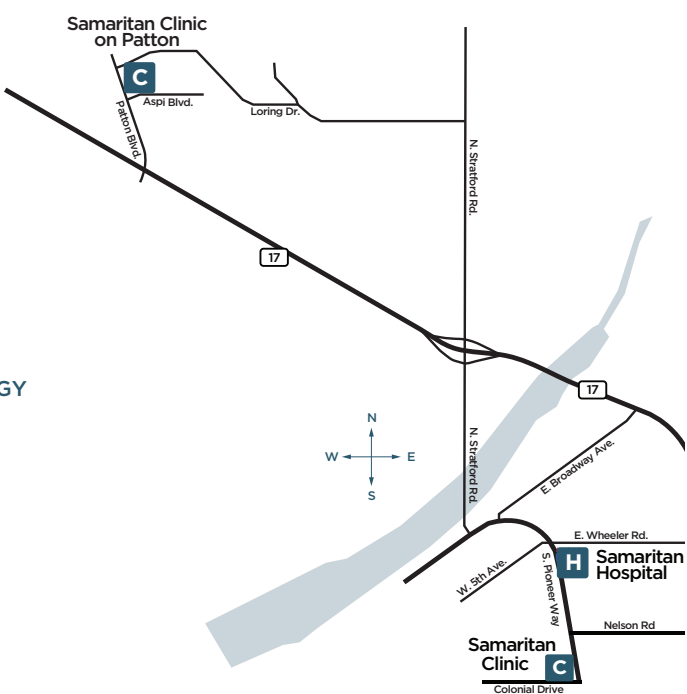 Samaritan Clinic
on Patton
C
Aspi Blvd.
Patton Blvd.
Loring Dr.
N. Stratford Rd.
17
GY
17
N
W E
S
N. Stratford Rd.
E. Broadway Ave.
E. Wheeler Rd.
H
Samaritan
Hospital
W. 5th Ave.
S. Pioneer Way
Nelson Rd
Samaritan
Clinic
C
Colonial Drive